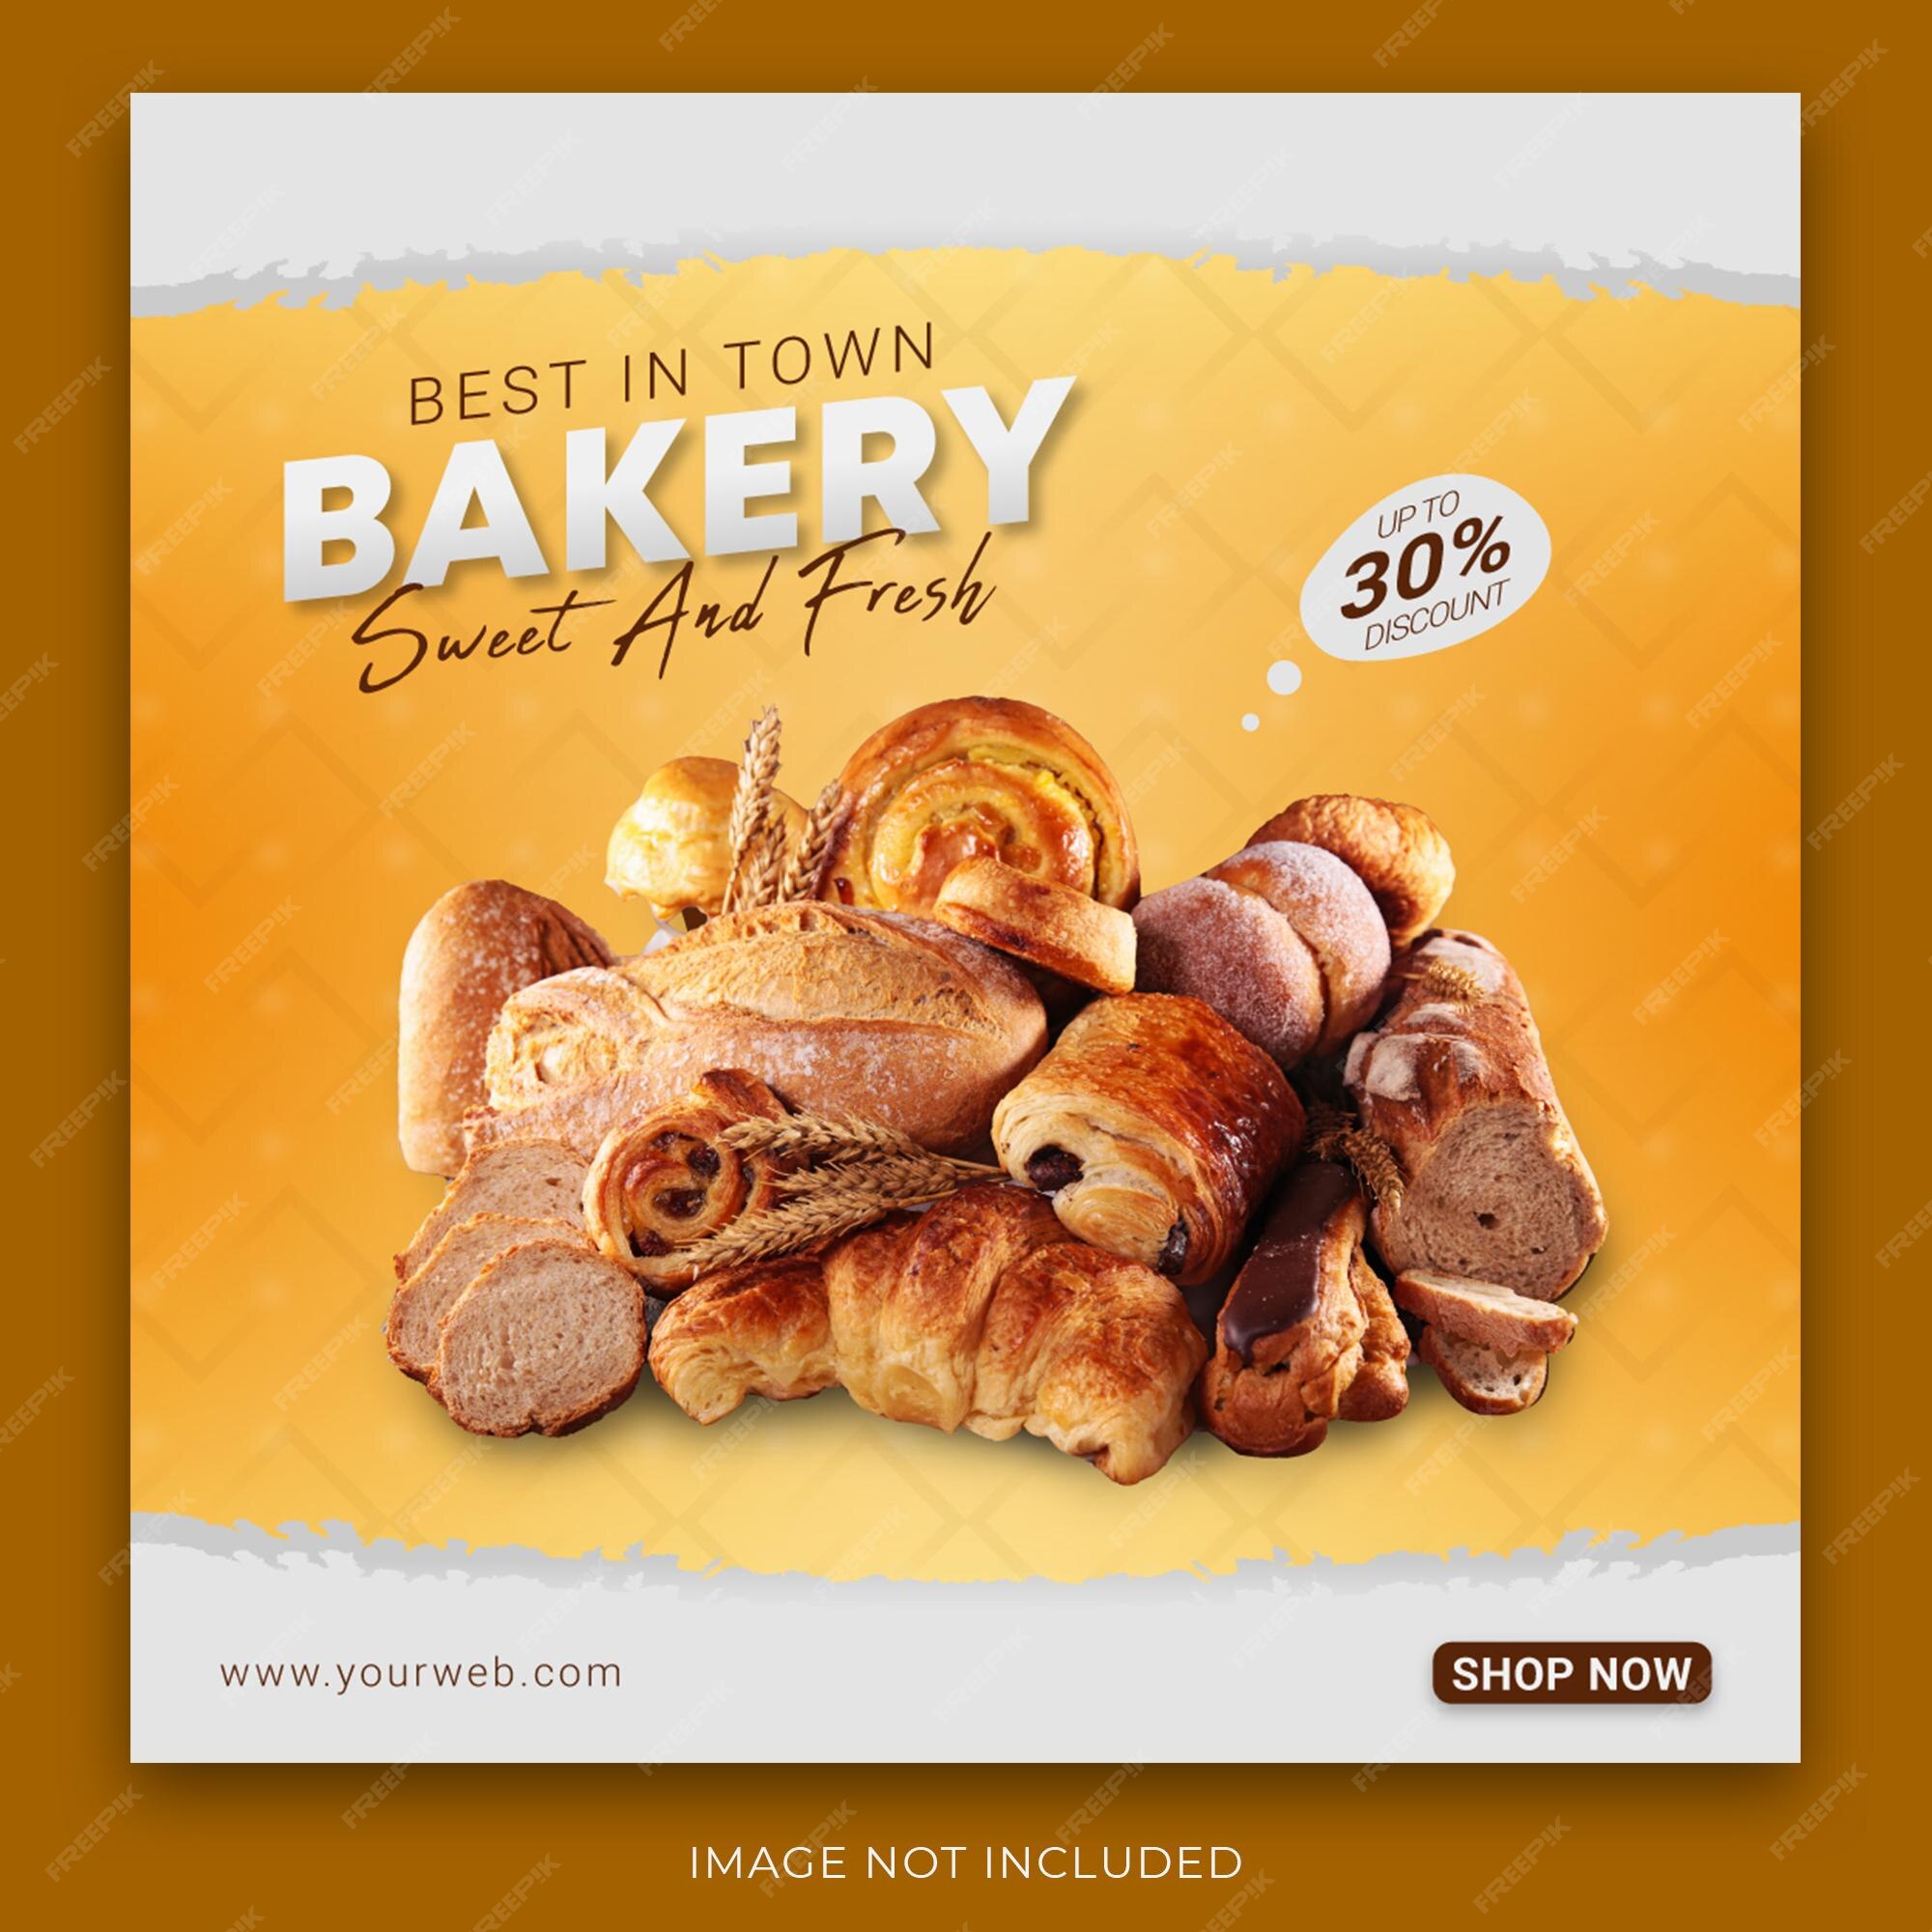 BEST IN TOWN
BAKERY
Sweet And Fresh
UP TO
30%
DISCOUNT
www.yourweb.com
SHOP NOW
IMAGE NOT INCLUDED
FREEPIK